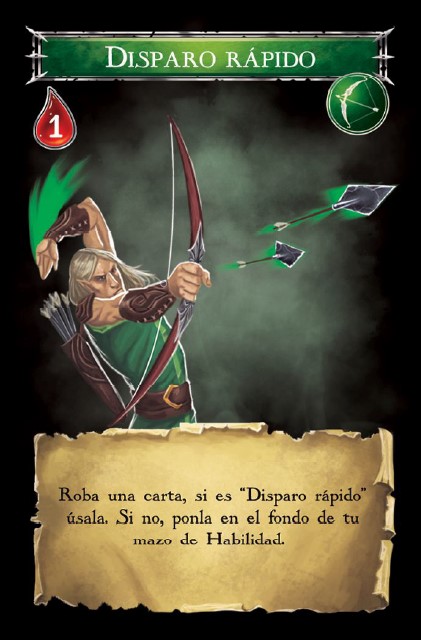 Disparo rápido
1
Roba una carta, si es “Disparo rápido”
úsala. Si no, ponla en el fondo de tu
mazo de Habilidad.